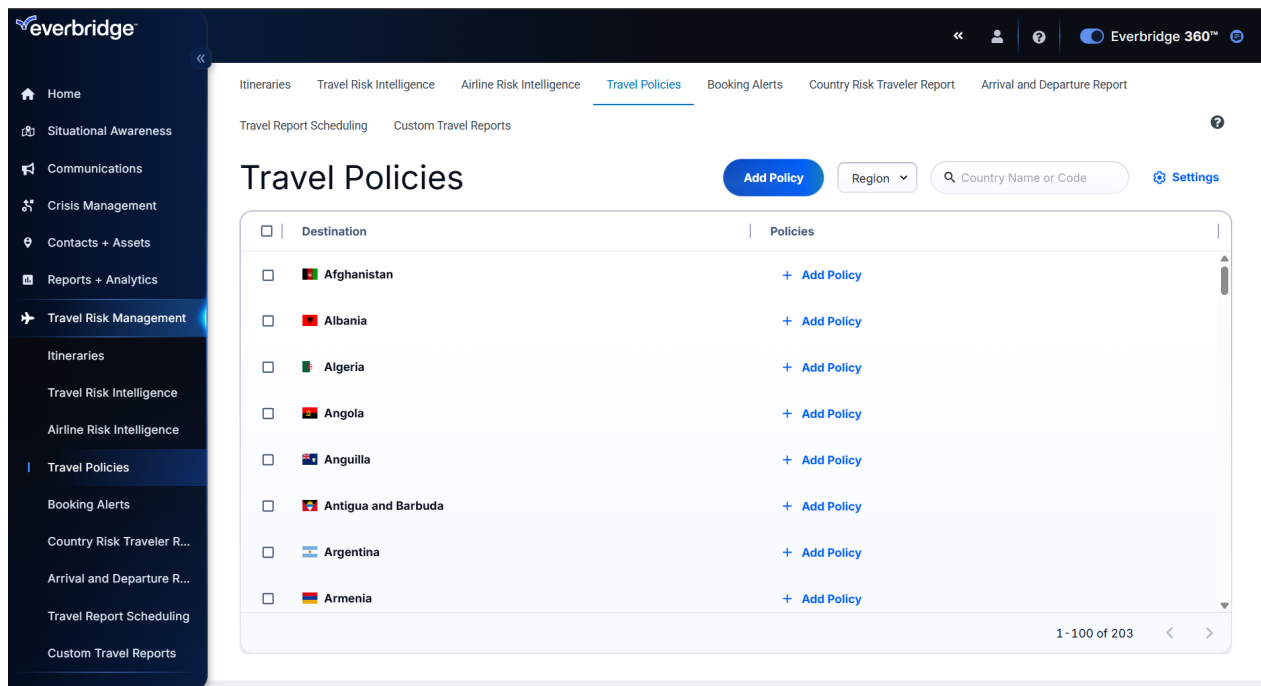 everbridge
Everbridge 360™
Home
Situational Awareness
Communications
Crisis Management
Contacts + Assets
Reports + Analytics
Travel Risk Management
Itineraries
Travel Risk Intelligence
Airline Risk Intelligence
Travel Policies
Booking Alerts
Country Risk Traveler R...
Arrival and Departure R...
Travel Report Scheduling
Custom Travel Reports
Itineraries Travel Risk Intelligence Airline Risk Intelligence Travel Policies Booking Alerts Country Risk Traveler Report Arrival and Departure Report
Travel Report Scheduling Custom Travel Reports
Travel Policies Add Policy Region Country Name or Code Settings
Destination Policies
Afghanistan + Add Policy
Albania + Add Policy
Algeria + Add Policy
Angola + Add Policy
Anguilla + Add Policy
Antigua and Barbuda + Add Policy
Argentina + Add Policy
Armenia + Add Policy
1-100 of 203